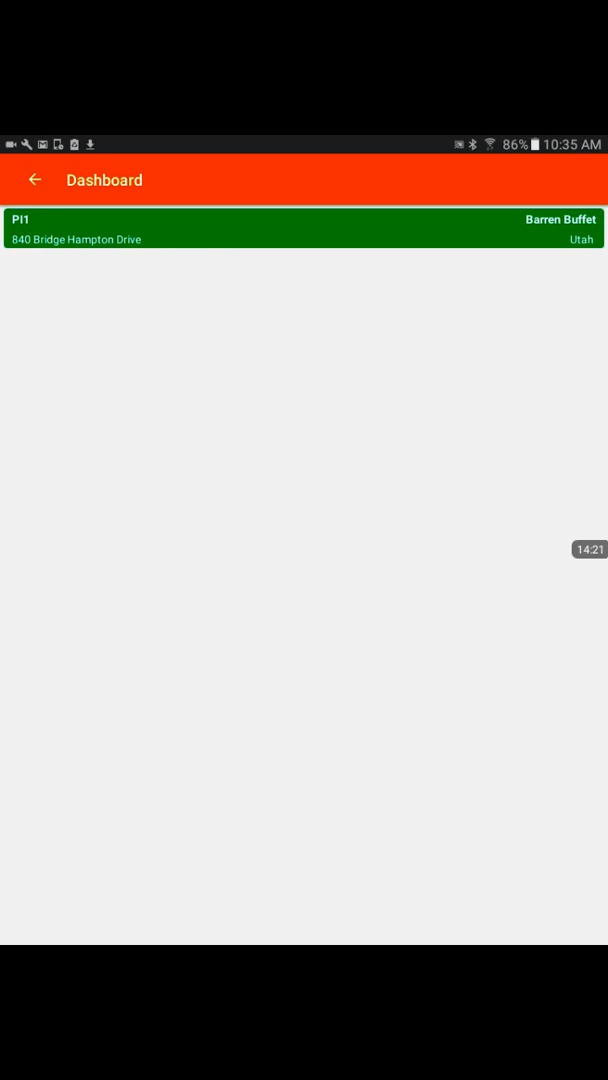 86% 10:35 AM
Dashboard
PI1 Barren Buffet
840 Bridge Hampton Drive Utah
14:21